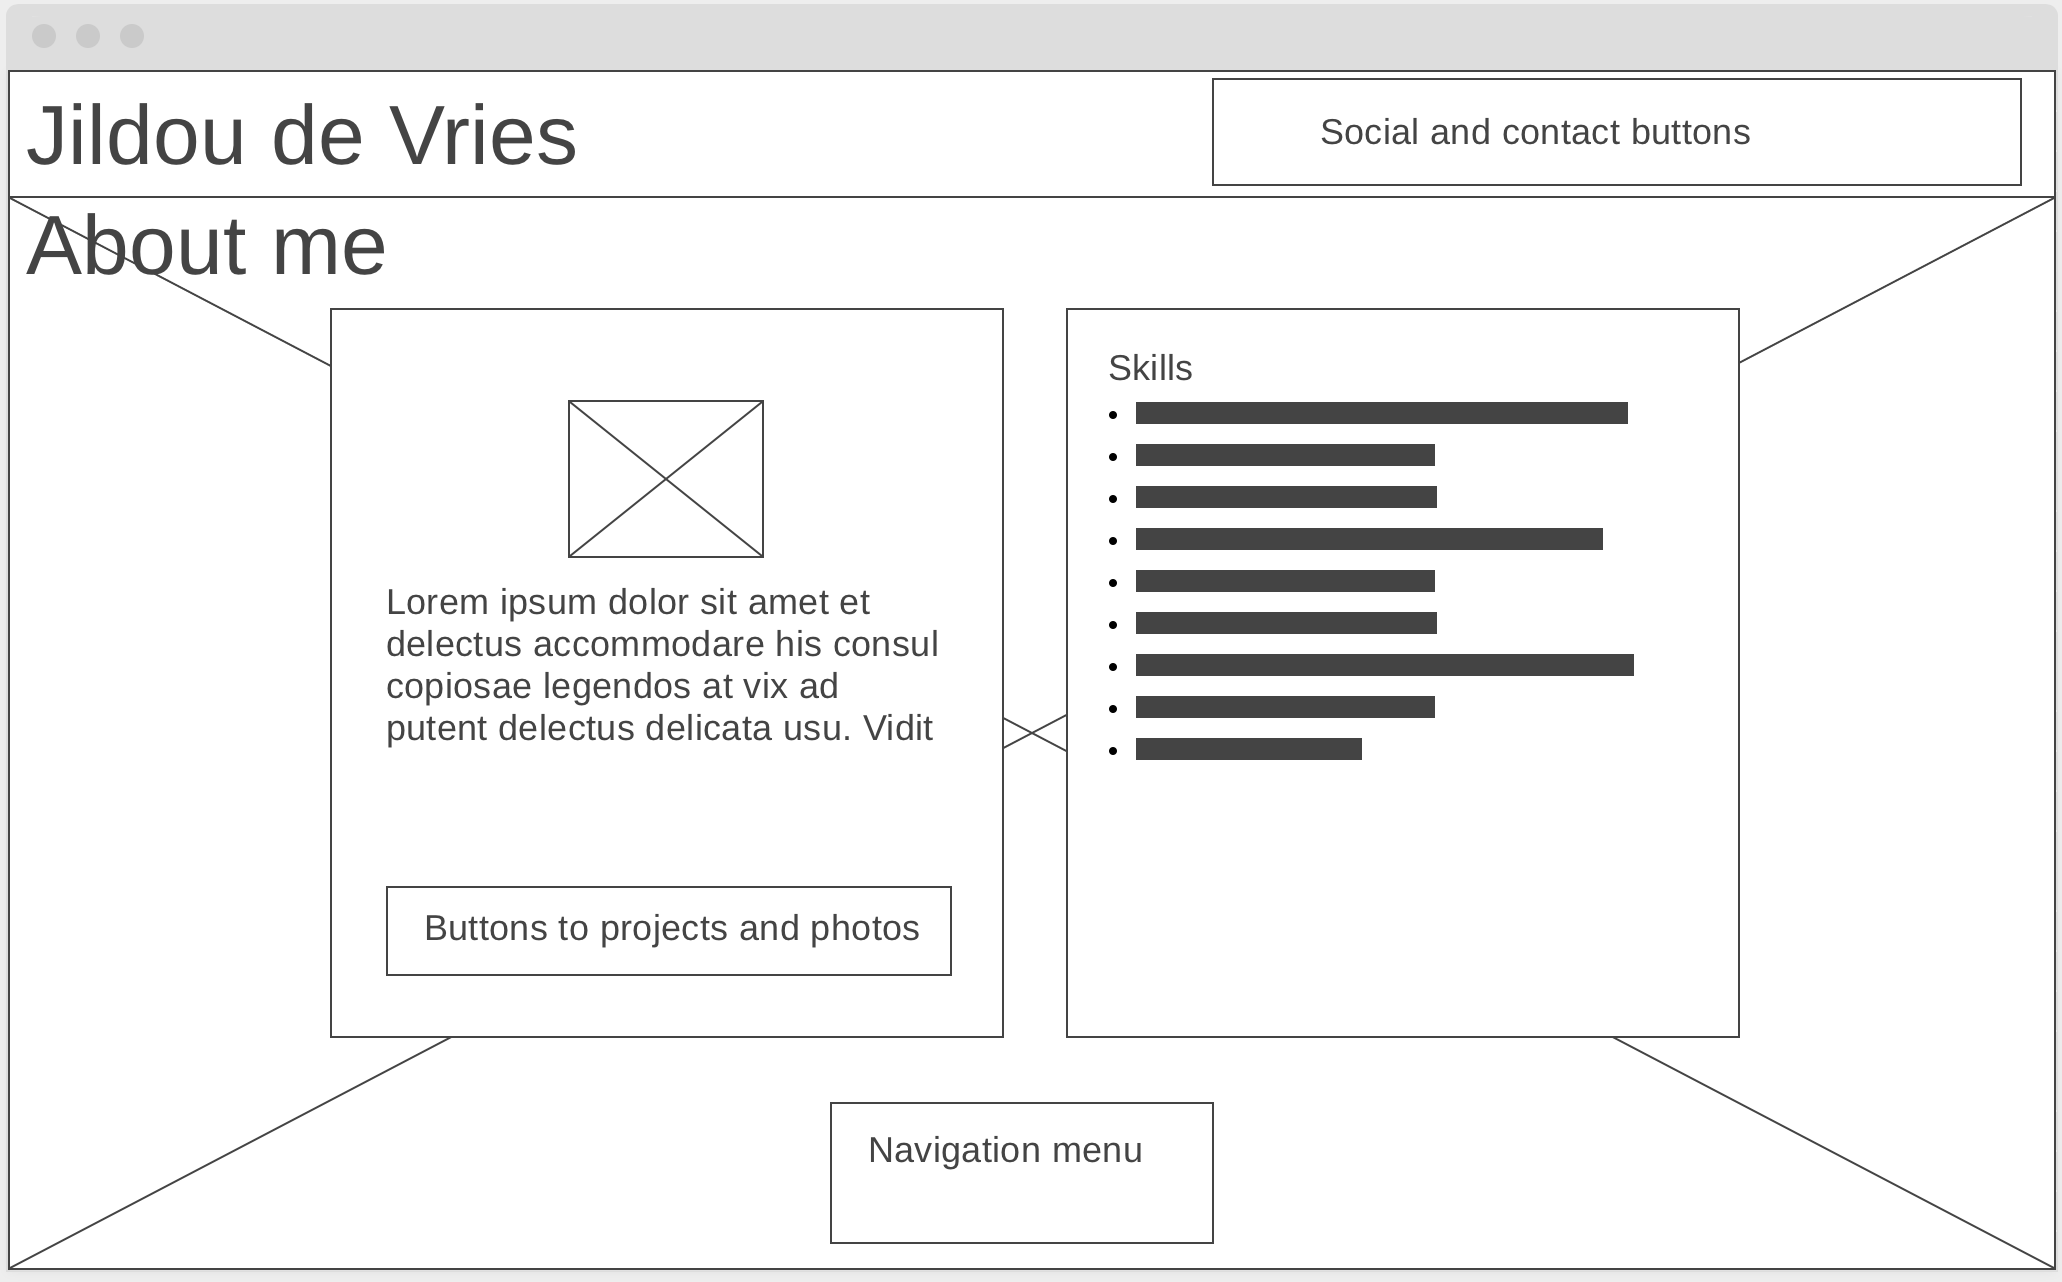 Jildou de Vries
Social and contact buttons
About me
Lorem ipsum dolor sit amet et
delectus accommodare his consul
copiosae legendos at vix ad
putent delectus delicata usu. Vidit
Buttons to projects and photos
Skills
Navigation menu